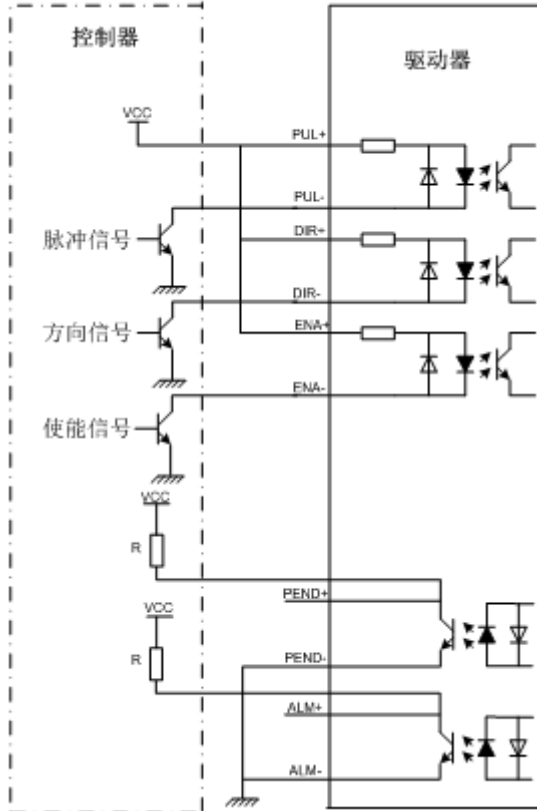 控制器
驱动器
VCC
PUL+
PUL-
脉冲信号
DIR+
DIR-
方向信号
ENA+
ENA-
使能信号
VCC
R
PEND+
VCC
R
PEND-
ALM+
ALM-